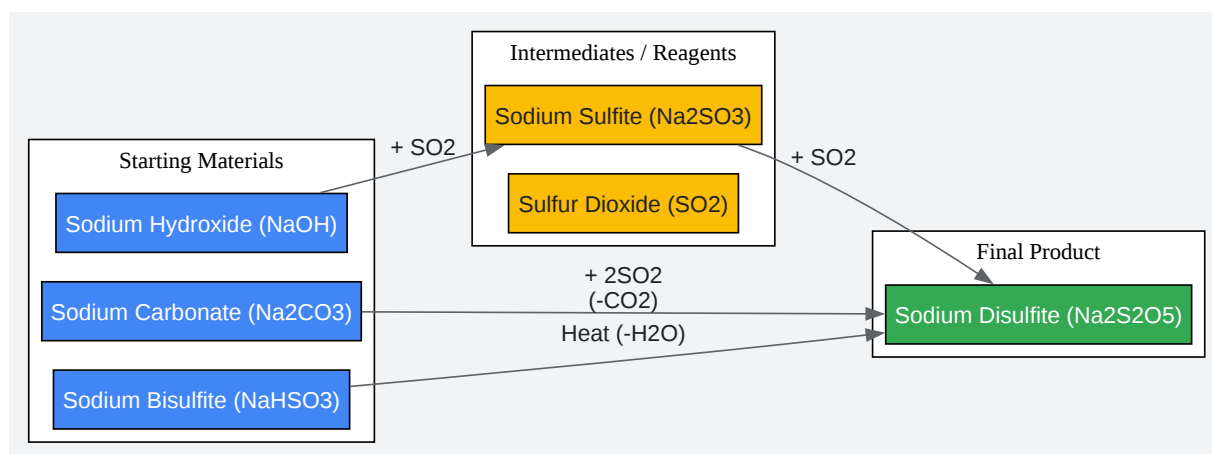 Intermediates / Reagents
Sodium Sulfite (Na2SO3)
Sulfur Dioxide (SO2)
Starting Materials
Sodium Hydroxide (NaOH)
Sodium Carbonate (Na2CO3)
Sodium Bisulfite (NaHSO3)
+ SO2
+ SO2
+ 2SO2
(-CO2)
Heat (-H2O)
Final Product
Sodium Disulfite (Na2S2O5)